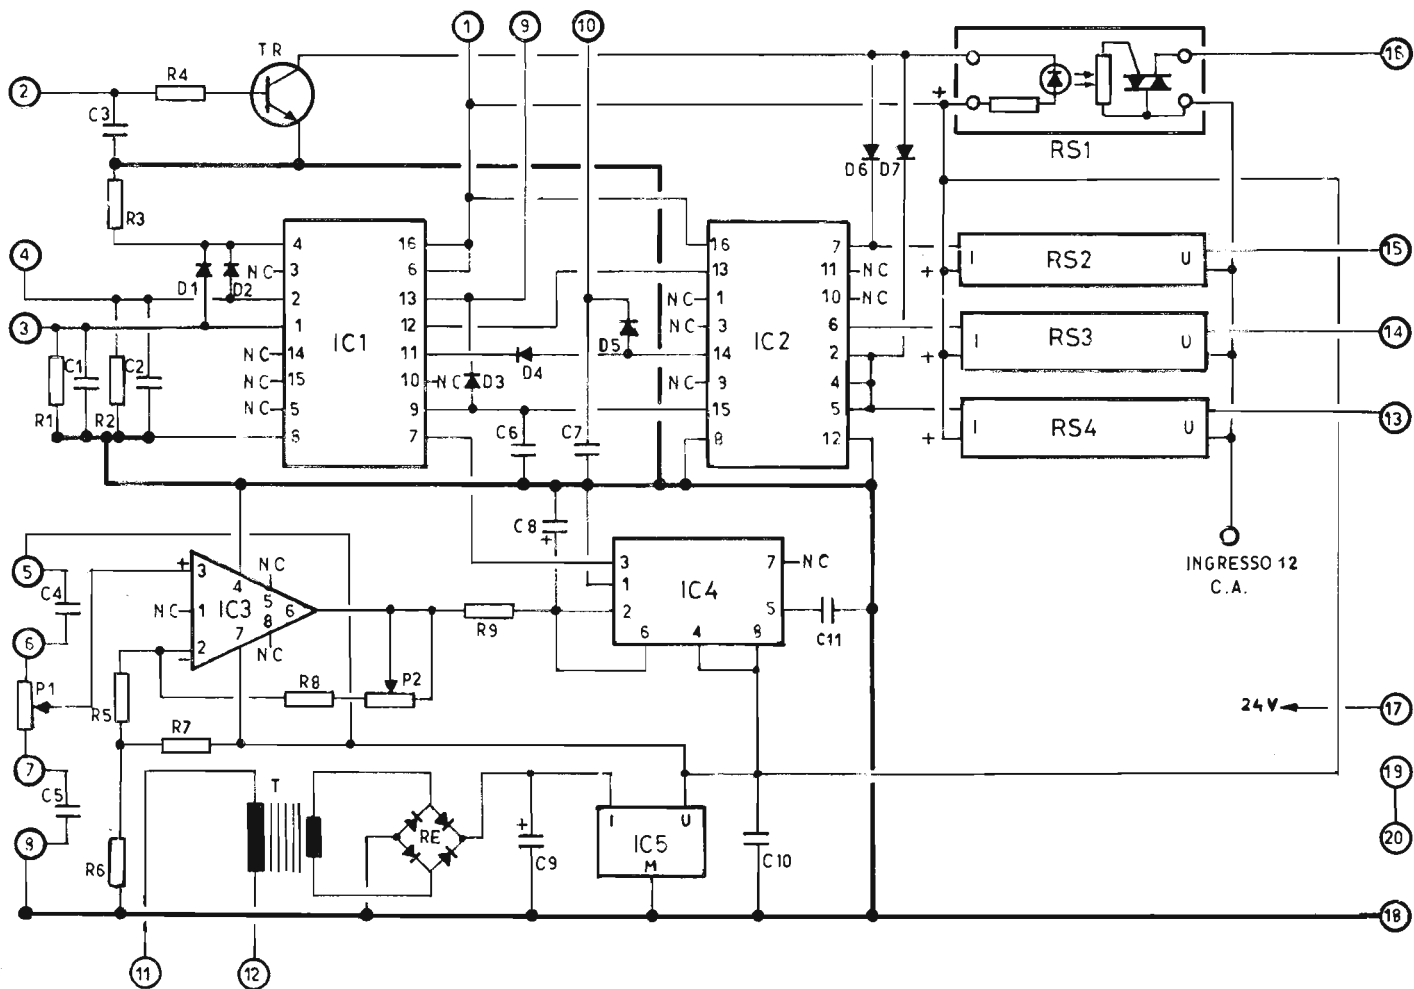 1 9 10
TR
R4
2
C3
16
+
RS1
D6 D7
R3
4
3
D1 D2
NC 3
4
2
1
NC 14
NC 15
NC 5
8
IC1
16
6
13
12
11
10 NC
9
7
D3
D4
D5
C6
C7
16
13
NC 1
NC 3
14
NC 9
15
8
IC2
7
11 NC
10 NC
6
2
4
5
12
I RS2 U
+
15
I RS3 U
+
14
I RS4 U
+
13
R1
C1
R2
C2
INGRESSO 12
C.A.
C8
+
5
C4
6
P1
7
C5
8
+
3
NC 1
2
−
IC3
4
5
NC
6
7
8
NC
R9
R8
P2
R5
R7
R6
3
1
2
IC4
7 NC
5
6 4 8
C11
24V
17
19
20
18
T
RE
+
C9
I U
IC5
M
C10
11 12